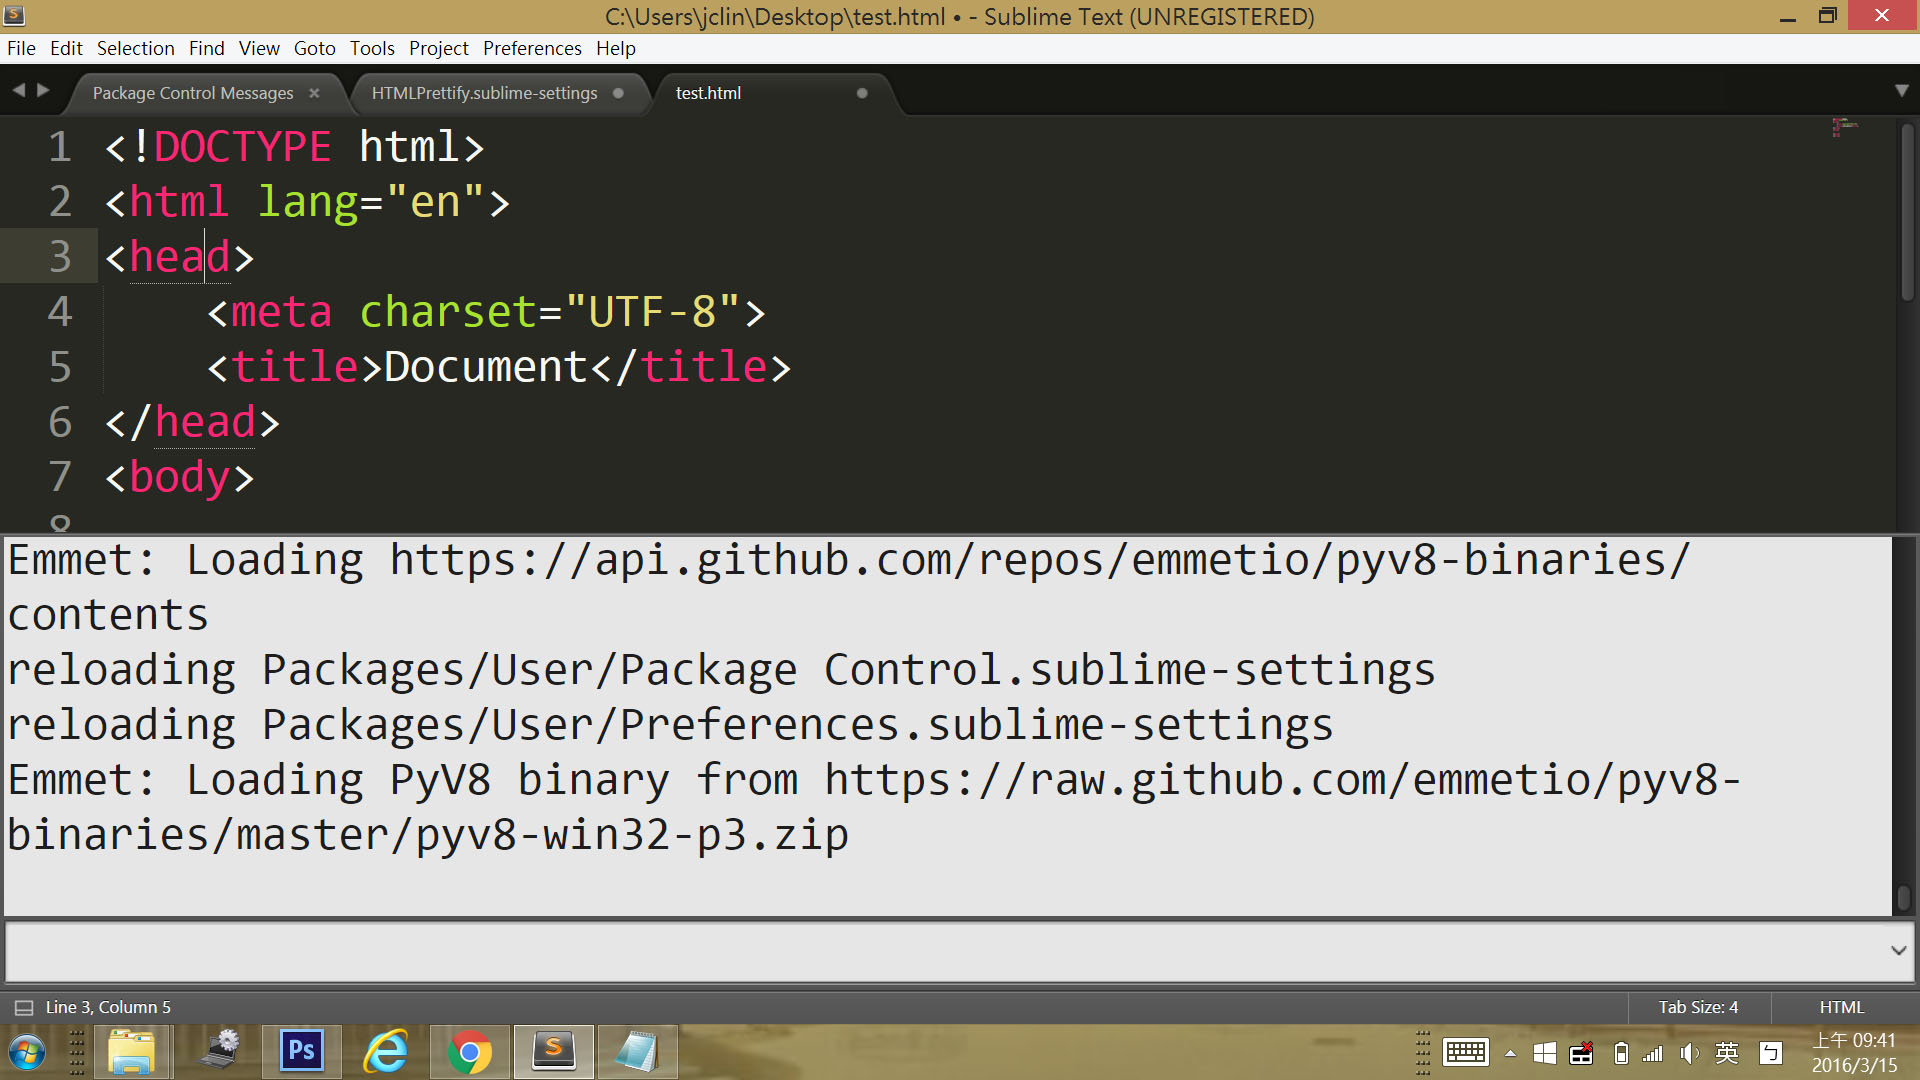 C:\Users\jclin\Desktop\test.html • - Sublime Text (UNREGISTERED)
File Edit Selection Find View Goto Tools Project Preferences Help
Package Control Messages HTMLPrettify.sublime-settings test.html
1 <!DOCTYPE html>
2 <html lang="en">
3 <head>
4 <meta charset="UTF-8">
5 <title>Document</title>
6 </head>
7 <body>
8
Emmet: Loading https://api.github.com/repos/emmetio/pyv8-binaries/
contents
reloading Packages/User/Package Control.sublime-settings
reloading Packages/User/Preferences.sublime-settings
Emmet: Loading PyV8 binary from https://raw.github.com/emmetio/pyv8-
binaries/master/pyv8-win32-p3.zip
Line 3, Column 5 Tab Size: 4 HTML
Ps S 英 ㄅ 上午 09:41
2016/3/15